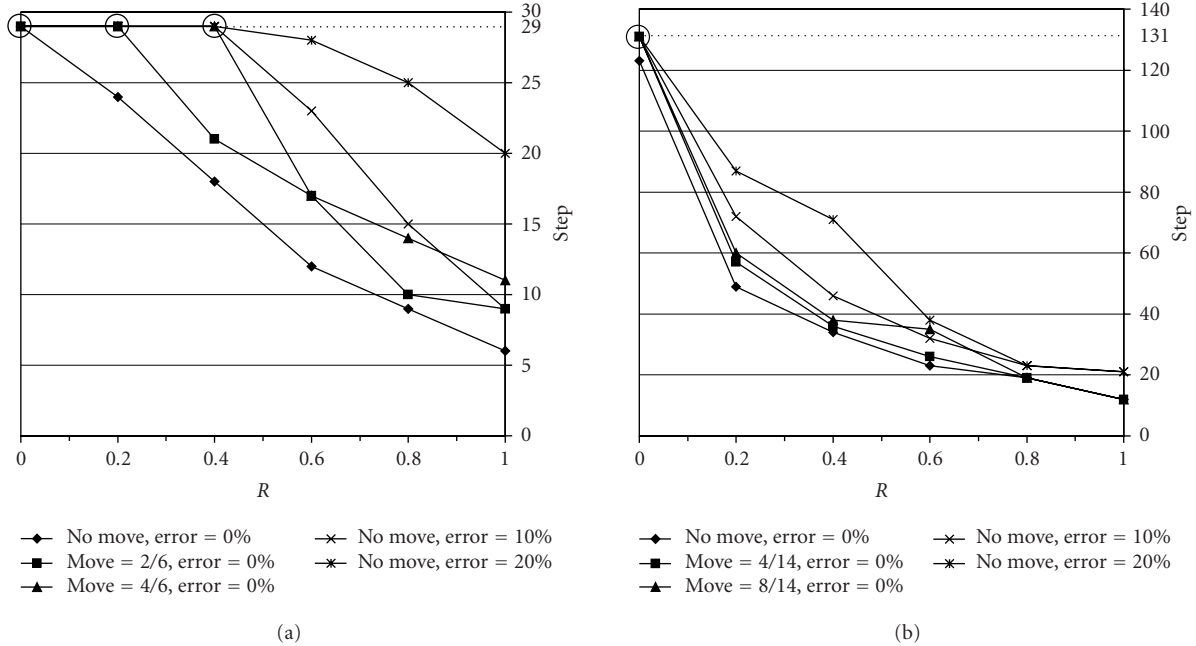 30
29
25
20
15
10
5
0
Step
0 0.2 0.4 0.6 0.8 1
R
No move, error = 0%
Move = 2/6, error = 0%
Move = 4/6, error = 0%
No move, error = 10%
No move, error = 20%
(a)
140
131
120
100
80
60
40
20
0
Step
0 0.2 0.4 0.6 0.8 1
R
No move, error = 0%
Move = 4/14, error = 0%
Move = 8/14, error = 0%
No move, error = 10%
No move, error = 20%
(b)